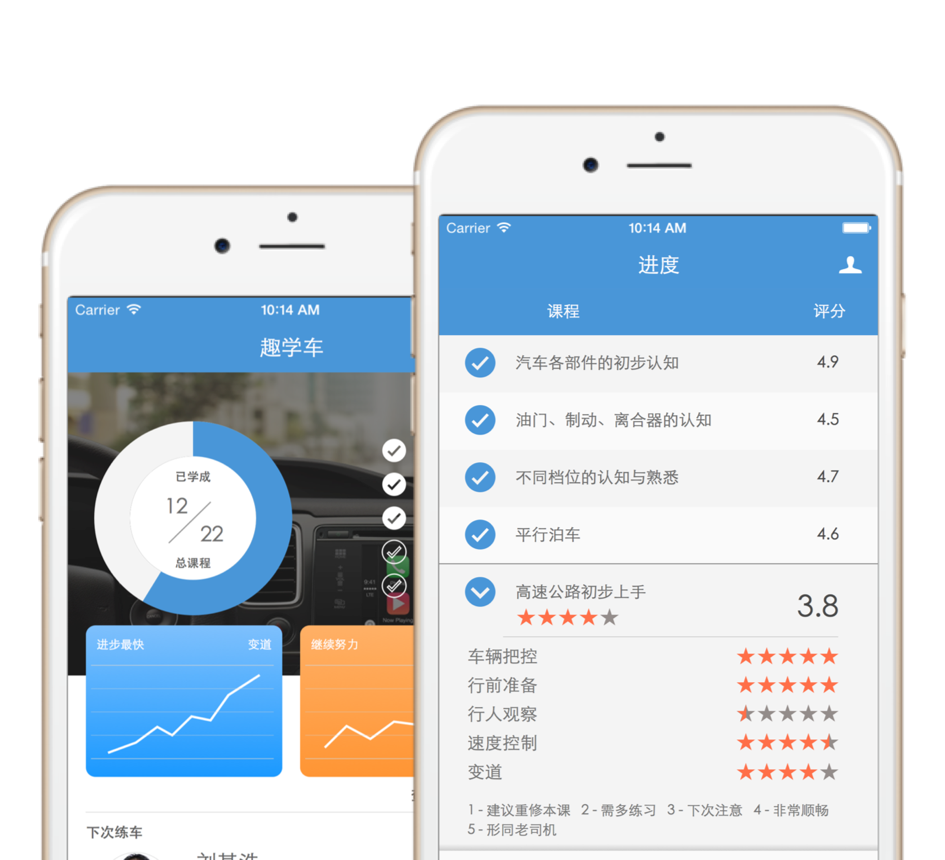 Carrier
10:14 AM
趣学车
已学成
12
22
总课程
进步最快
变道
继续努力
下次练车
Carrier
10:14 AM
进度
课程
评分
汽车各部件的初步认知
4.9
油门、制动、离合器的认知
4.5
不同档位的认知与熟悉
4.7
平行泊车
4.6
高速公路初步上手
3.8
车辆把控
行前准备
行人观察
速度控制
变道
1 - 建议重修本课 2 - 需多练习 3 - 下次注意 4 - 非常顺畅
5 - 形同老司机